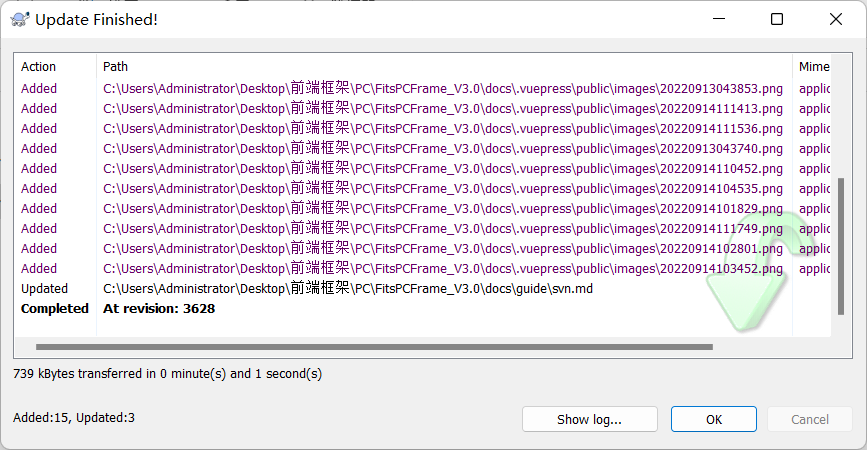 Update Finished!
Action Path Mime
Added C:\Users\Administrator\Desktop\前端框架\PC\FitsPCFrame_V3.0\docs\.vuepress\public\images\20220913043853.png applic
Added C:\Users\Administrator\Desktop\前端框架\PC\FitsPCFrame_V3.0\docs\.vuepress\public\images\20220914111413.png applic
Added C:\Users\Administrator\Desktop\前端框架\PC\FitsPCFrame_V3.0\docs\.vuepress\public\images\20220914111536.png applic
Added C:\Users\Administrator\Desktop\前端框架\PC\FitsPCFrame_V3.0\docs\.vuepress\public\images\20220913043740.png applic
Added C:\Users\Administrator\Desktop\前端框架\PC\FitsPCFrame_V3.0\docs\.vuepress\public\images\20220914110452.png applic
Added C:\Users\Administrator\Desktop\前端框架\PC\FitsPCFrame_V3.0\docs\.vuepress\public\images\20220914104535.png applic
Added C:\Users\Administrator\Desktop\前端框架\PC\FitsPCFrame_V3.0\docs\.vuepress\public\images\20220914101829.png applic
Added C:\Users\Administrator\Desktop\前端框架\PC\FitsPCFrame_V3.0\docs\.vuepress\public\images\20220914111749.png applic
Added C:\Users\Administrator\Desktop\前端框架\PC\FitsPCFrame_V3.0\docs\.vuepress\public\images\20220914102801.png applic
Added C:\Users\Administrator\Desktop\前端框架\PC\FitsPCFrame_V3.0\docs\.vuepress\public\images\20220914103452.png applic
Updated C:\Users\Administrator\Desktop\前端框架\PC\FitsPCFrame_V3.0\docs\guide\svn.md
Completed At revision: 3628
739 kBytes transferred in 0 minute(s) and 1 second(s)
Added:15, Updated:3
Show log... OK Cancel